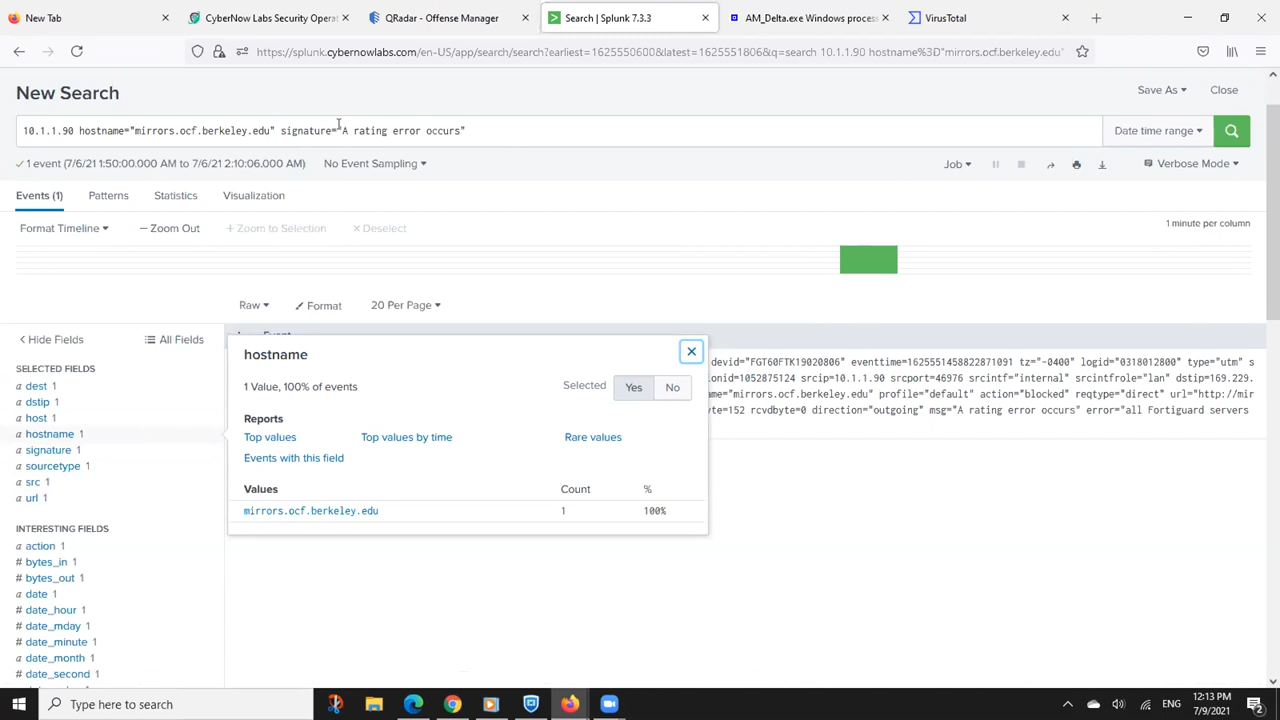 New Tab
CyberNow Labs Security Operat
QRadar - Offense Manager
Search | Splunk 7.3.3
AM_Delta.exe Windows process
VirusTotal
https://splunk.cybernowlabs.com/en-US/app/search/search?earliest=1625550600&latest=1625551806&q=search 10.1.1.90 hostname%3D"mirrors.ocf.berkeley.edu"
New Search
Save As
Close
10.1.1.90 hostname="mirrors.ocf.berkeley.edu" signature="A rating error occurs"
Date time range
1 event (7/6/21 1:50:00.000 AM to 7/6/21 2:10:06.000 AM)
No Event Sampling
Job
Verbose Mode
Events (1)
Patterns
Statistics
Visualization
Format Timeline
— Zoom Out
+ Zoom to Selection
× Deselect
1 minute per column
Raw
Format
20 Per Page
< Hide Fields
All Fields
i
Event
SELECTED FIELDS
a dest 1
a dstip 1
a host 1
a hostname 1
a signature 1
a sourcetype 1
a src 1
a url 1
INTERESTING FIELDS
a action 1
# bytes_in 1
# bytes_out 1
a date 1
# date_hour 1
# date_mday 1
# date_minute 1
a date_month 1
# date_second 1
hostname
1 Value, 100% of events
Selected
Yes
No
Reports
Top values
Top values by time
Rare values
Events with this field
Values
Count
%
mirrors.ocf.berkeley.edu
1
100%
devid="FGT60FTK19020806" eventtime=1625551458822871091 tz="-0400" logid="0318012800" type="utm" s
onid=1052875124 srcip=10.1.1.90 srcport=46976 srcintf="internal" srcintfrole="lan" dstip=169.229.
ame="mirrors.ocf.berkeley.edu" profile="default" action="blocked" reqtype="direct" url="http://mir
yte=152 rcvdbyte=0 direction="outgoing" msg="A rating error occurs" error="all Fortiguard servers
Type here to search
ENG
12:13 PM
7/9/2021
2